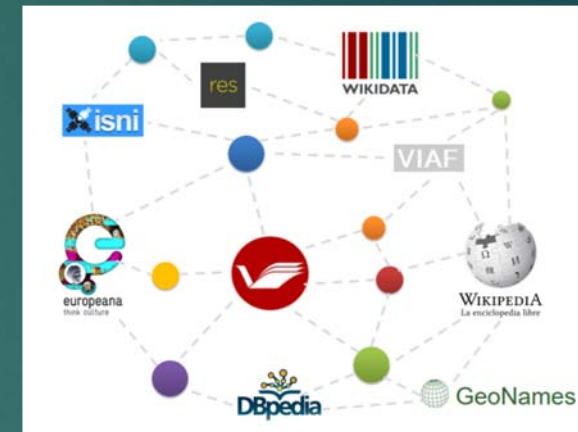 WIKIDATA
res
isni
VIAF
europeana
think culture
WIKIPEDIA
La enciclopedia libre
DBpedia
GeoNames